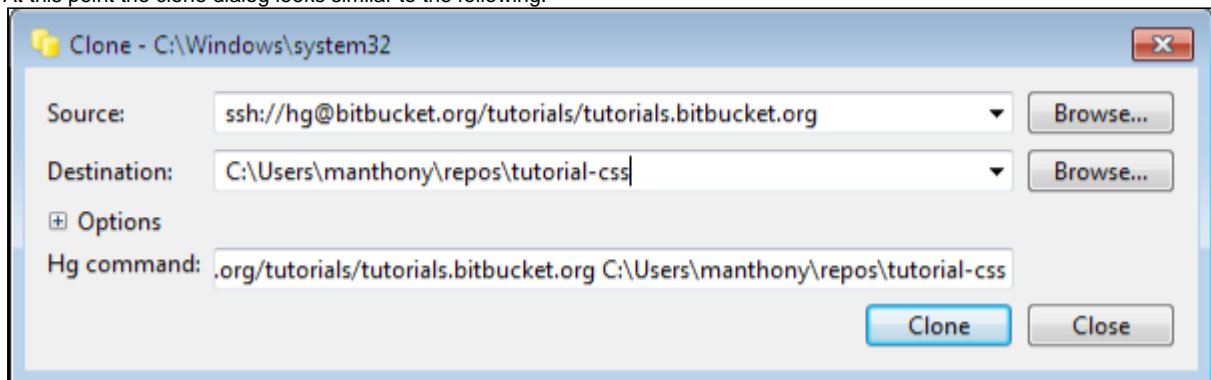 At this point the clone dialog looks similar to the following:
Clone - C:\Windows\system32
Source: ssh://hg@bitbucket.org/tutorials/tutorials.bitbucket.org Browse...
Destination: C:\Users\manthony\repos\tutorial-css Browse...
Options
Hg command: .org/tutorials/tutorials.bitbucket.org C:\Users\manthony\repos\tutorial-css
Clone Close